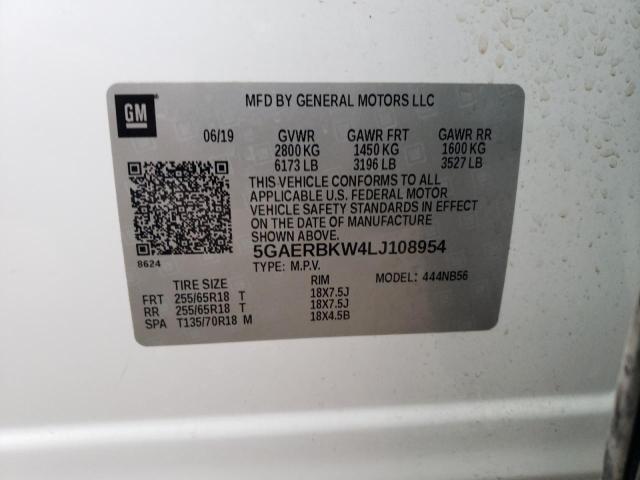 GM
MFD BY GENERAL MOTORS LLC
06/19 GVWR GAWR FRT GAWR RR
2800 KG 1450 KG 1600 KG
6173 LB 3196 LB 3527 LB
THIS VEHICLE CONFORMS TO ALL
APPLICABLE U.S. FEDERAL MOTOR
VEHICLE SAFETY STANDARDS IN EFFECT
ON THE DATE OF MANUFACTURE
SHOWN ABOVE.
8624
5GAERBKW4LJ108954
TYPE: M.P.V. MODEL: 444NB56
TIRE SIZE RIM
FRT 255/65R18 T 18X7.5J
RR 255/65R18 T 18X7.5J
SPA T135/70R18 M 18X4.5B